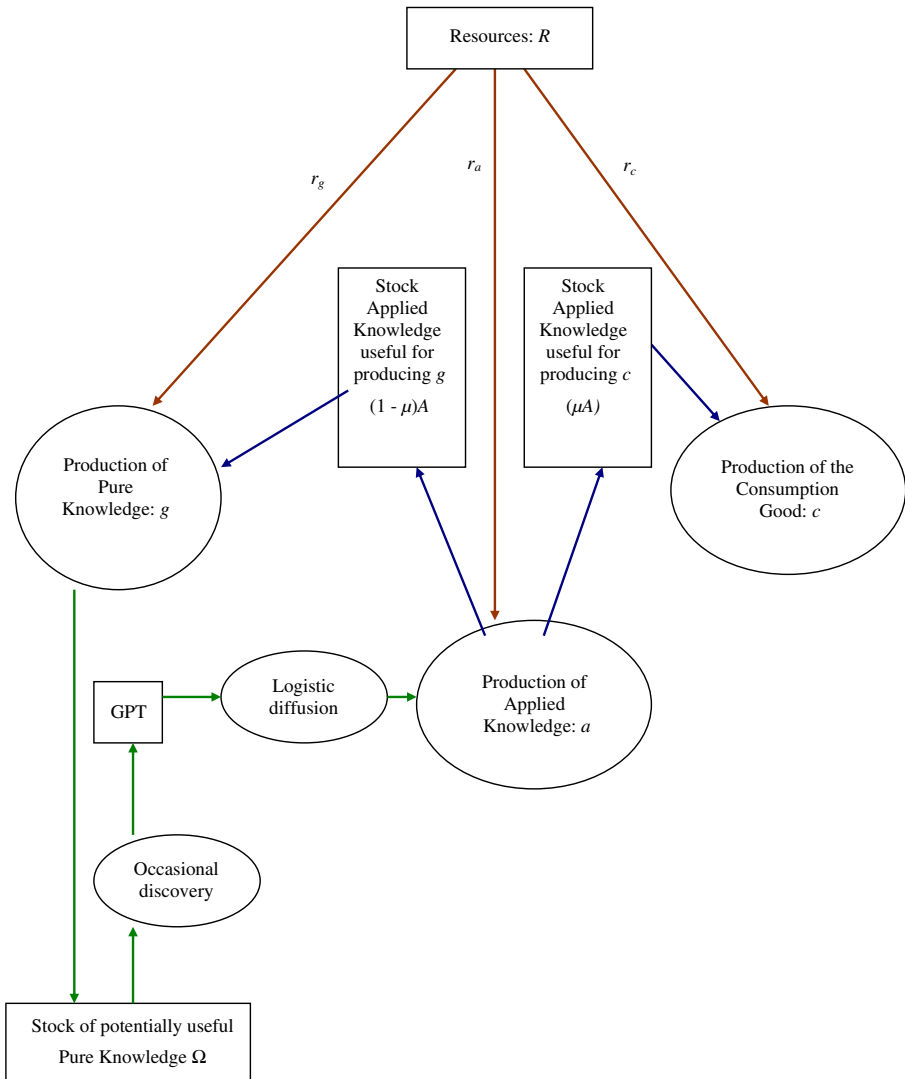 Resources: R
r_g
r_a
r_c
Stock
Applied
Knowledge
useful for
producing g
(1 - μ)A
Stock
Applied
Knowledge
useful for
producing c
(μA)
Production of
Pure
Knowledge: g
Production of the
Consumption
Good: c
Logistic
diffusion
Production of
Applied
Knowledge: a
GPT
Occasional
discovery
Stock of potentially useful
Pure Knowledge Ω